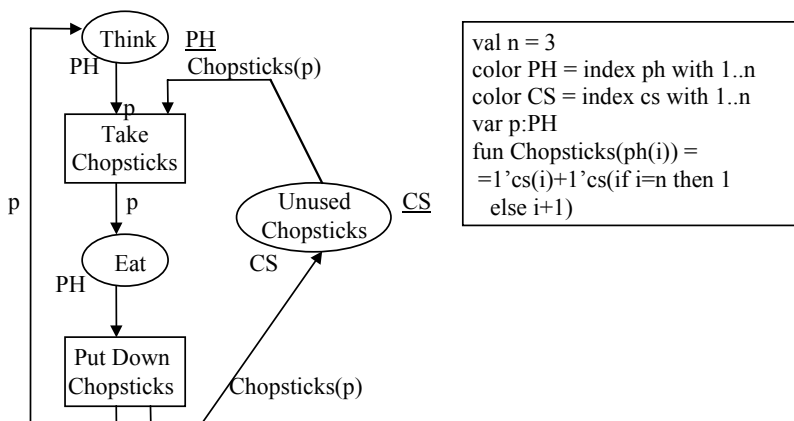 Think
PH
PH
Chopsticks(p)
p
Take
Chopsticks
p
p
Unused
Chopsticks
CS
CS
Eat
PH
Put Down
Chopsticks
Chopsticks(p)
val n = 3
color PH = index ph with 1..n
color CS = index cs with 1..n
var p:PH
fun Chopsticks(ph(i)) =
=1’cs(i)+1’cs(if i=n then 1
else i+1)